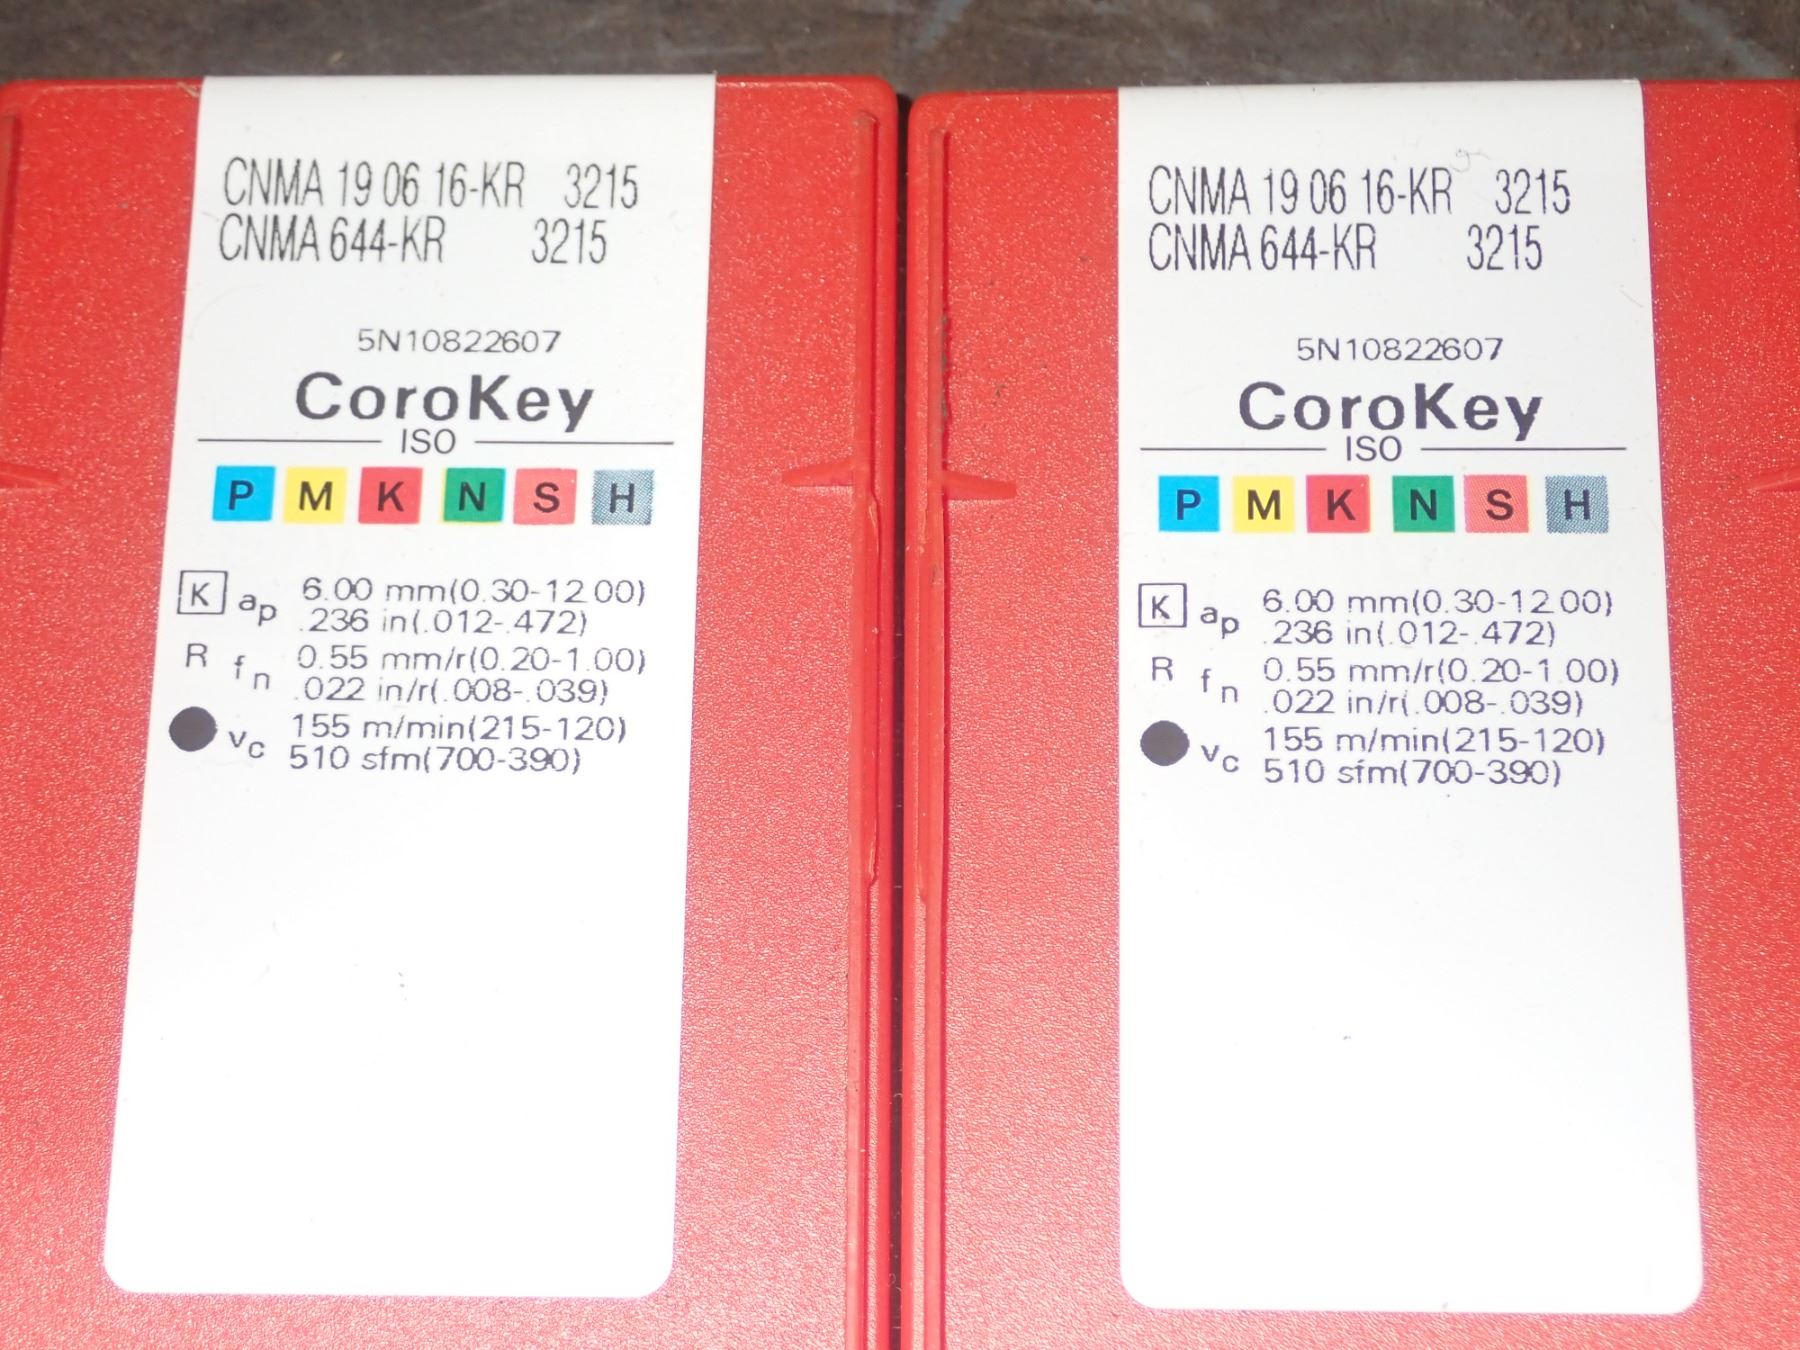 CNMA 19 06 16-KR 3215
CNMA 644-KR 3215
5N10822607
CoroKey
ISO
P M K N S H
K ap 6.00 mm(0.30-12.00)
.236 in(.012-.472)
R fn 0.55 mm/r(0.20-1.00)
.022 in/r(.008-.039)
vc 155 m/min(215-120)
510 sfm(700-390)
CNMA 19 06 16-KR 3215
CNMA 644-KR 3215
5N10822607
CoroKey
ISO
P M K N S H
K ap 6.00 mm(0.30-12.00)
.236 in(.012-.472)
R fn 0.55 mm/r(0.20-1.00)
.022 in/r(.008-.039)
vc 155 m/min(215-120)
510 sfm(700-390)